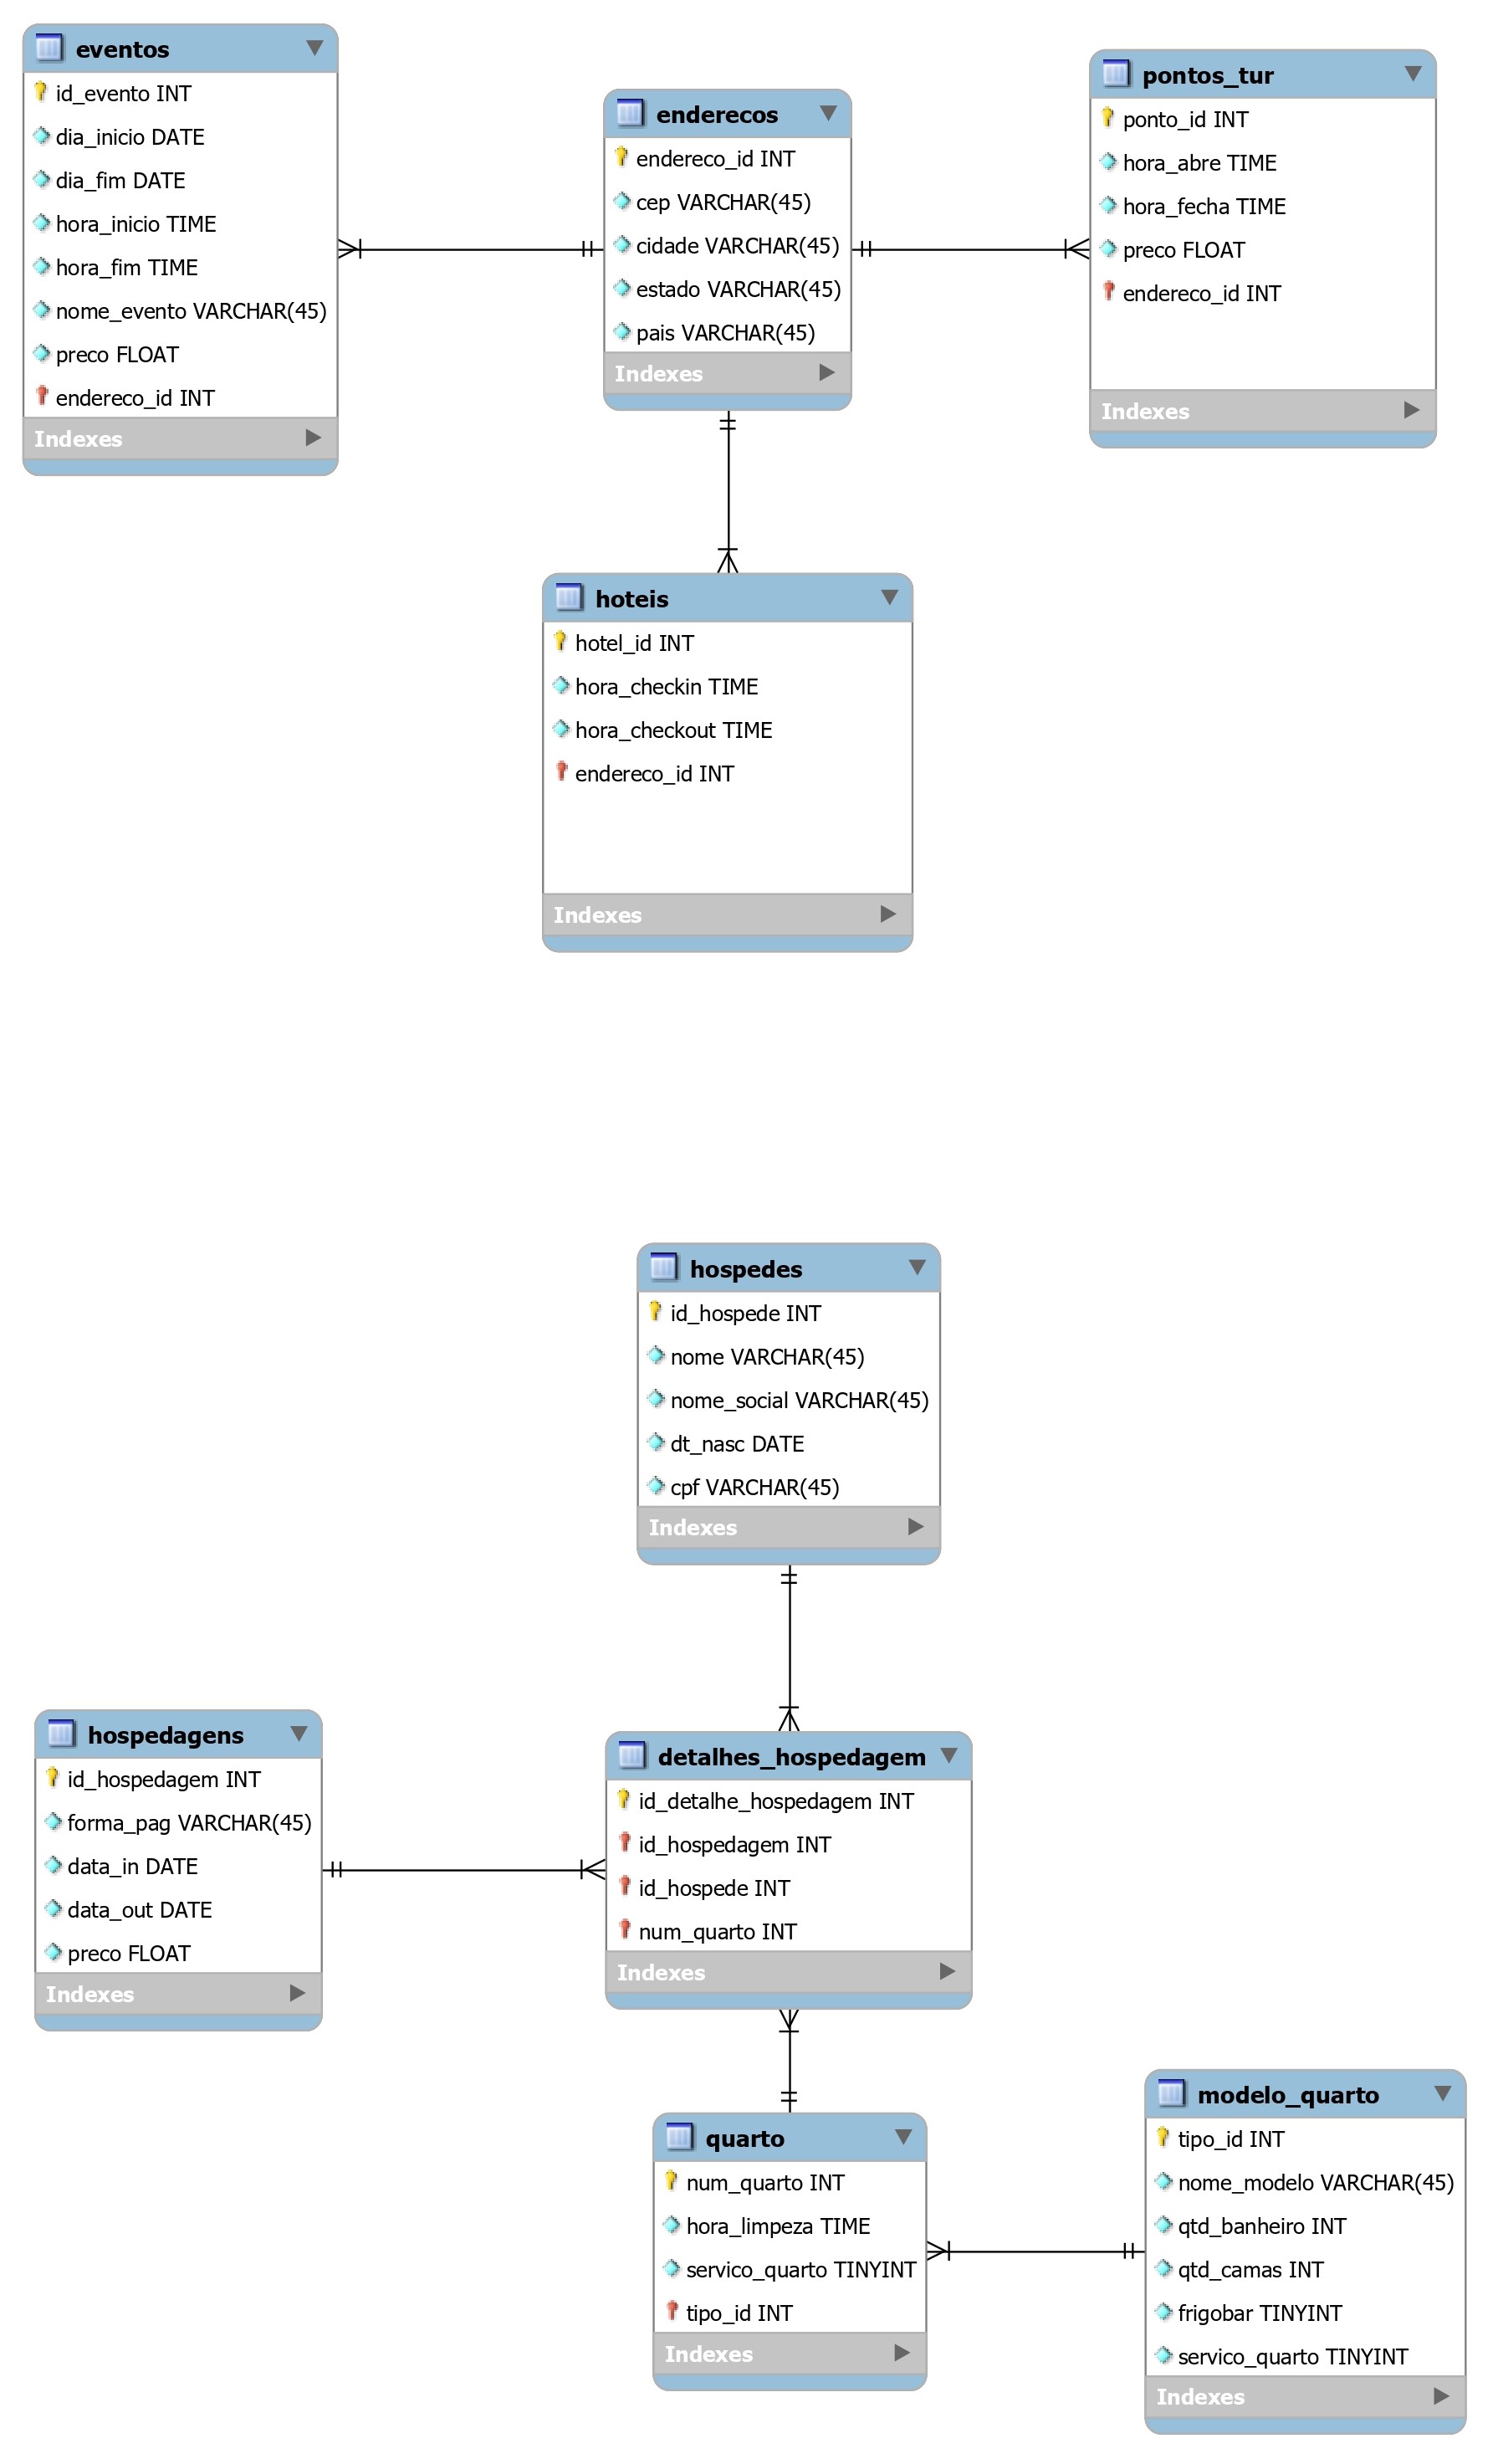 eventos
id_evento INT
dia_inicio DATE
dia_fim DATE
hora_inicio TIME
hora_fim TIME
nome_evento VARCHAR(45)
preco FLOAT
endereco_id INT
Indexes
enderecos
endereco_id INT
cep VARCHAR(45)
cidade VARCHAR(45)
estado VARCHAR(45)
pais VARCHAR(45)
Indexes
pontos_tur
ponto_id INT
hora_abre TIME
hora_fecha TIME
preco FLOAT
endereco_id INT
Indexes
hoteis
hotel_id INT
hora_checkin TIME
hora_checkout TIME
endereco_id INT
Indexes
hospedes
id_hospede INT
nome VARCHAR(45)
nome_social VARCHAR(45)
dt_nasc DATE
cpf VARCHAR(45)
Indexes
hospedagens
id_hospedagem INT
forma_pag VARCHAR(45)
data_in DATE
data_out DATE
preco FLOAT
Indexes
detalhes_hospedagem
id_detalhe_hospedagem INT
id_hospedagem INT
id_hospede INT
num_quarto INT
Indexes
quarto
num_quarto INT
hora_limpeza TIME
servico_quarto TINYINT
tipo_id INT
Indexes
modelo_quarto
tipo_id INT
nome_modelo VARCHAR(45)
qtd_banheiro INT
qtd_camas INT
frigobar TINYINT
servico_quarto TINYINT
Indexes